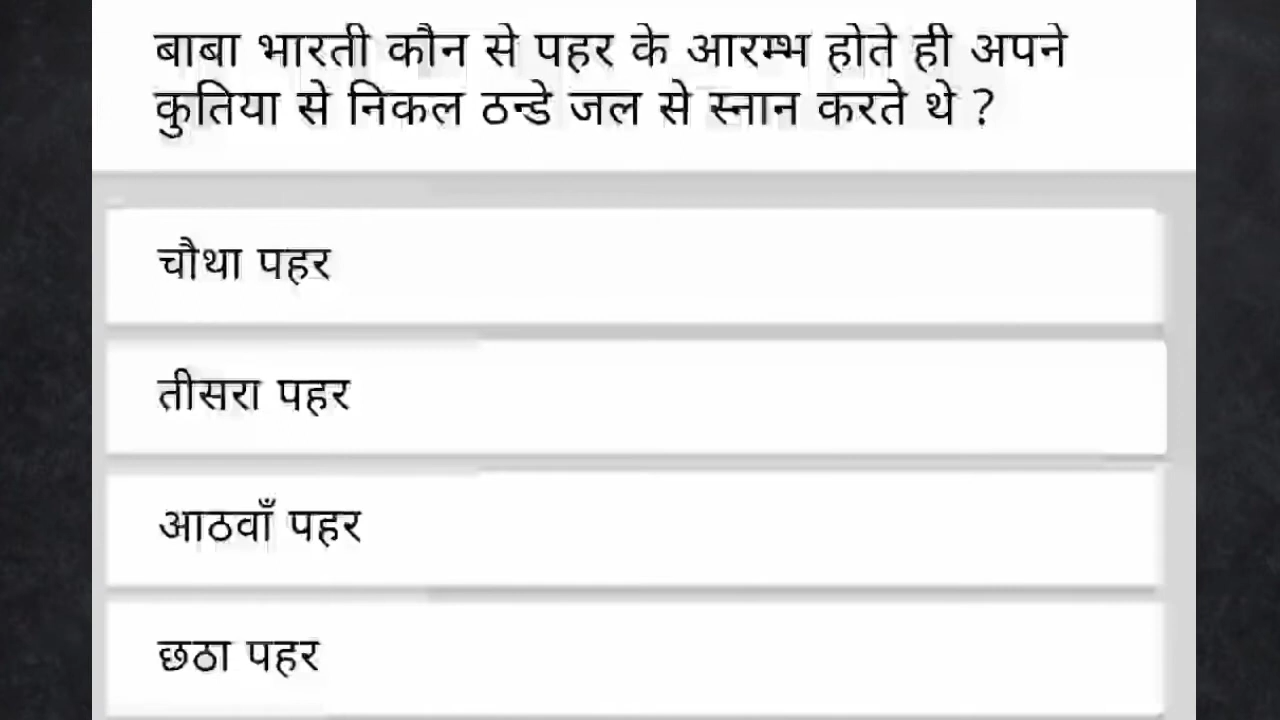 बाबा भारती कौन से पहर के आरम्भ होते ही अपने
कुतिया से निकल ठन्डे जल से स्नान करते थे ?
चौथा पहर
तीसरा पहर
आठवाँ पहर
छठा पहर